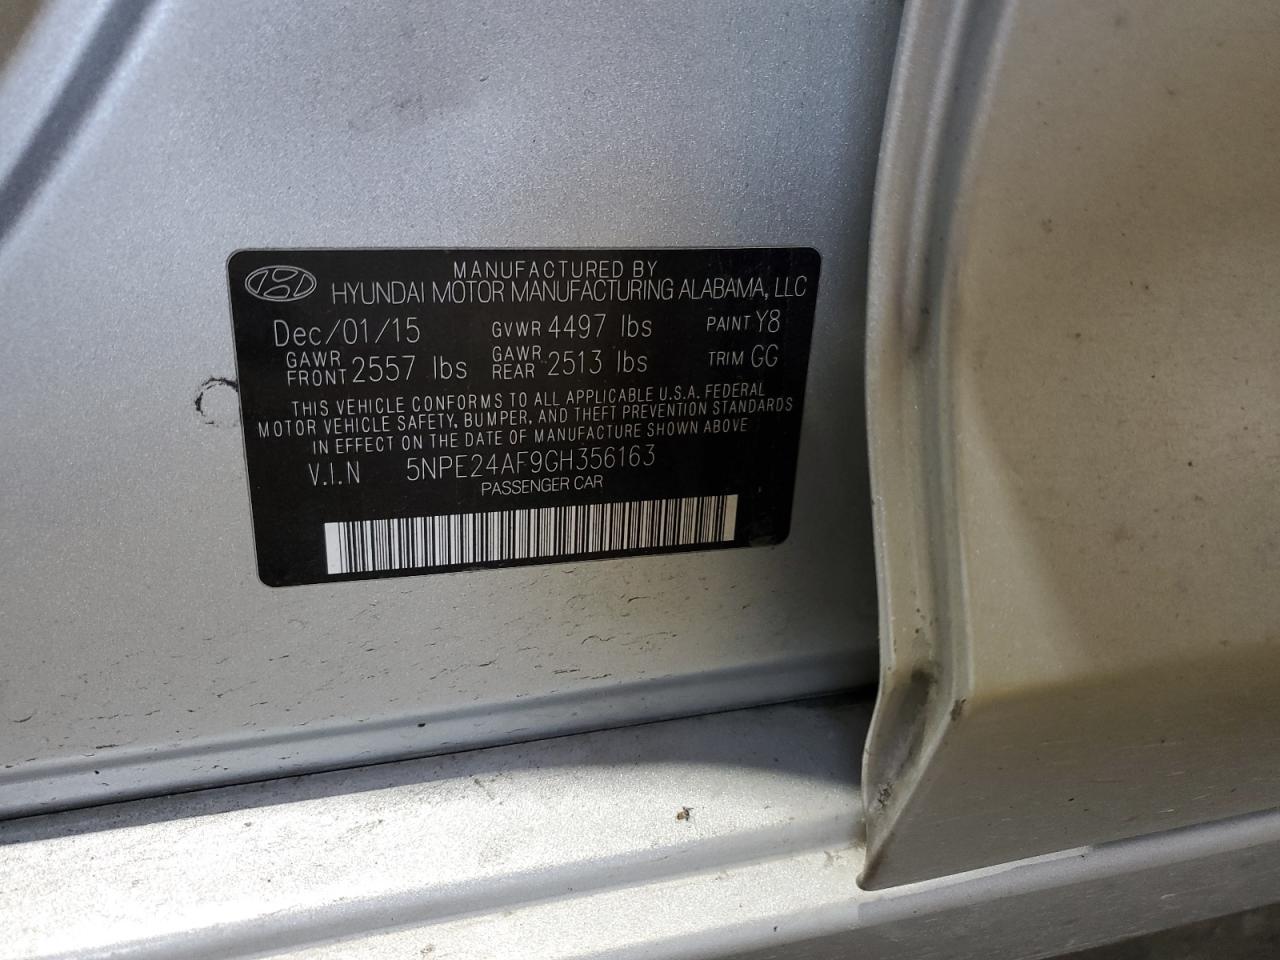 MANUFACTURED BY
HYUNDAI MOTOR MANUFACTURING ALABAMA, LLC
Dec/01/15 GVWR 4497 lbs PAINT Y8
GAWR FRONT 2557 lbs GAWR REAR 2513 lbs TRIM GG
THIS VEHICLE CONFORMS TO ALL APPLICABLE U.S.A. FEDERAL
MOTOR VEHICLE SAFETY, BUMPER, AND THEFT PREVENTION STANDARDS
IN EFFECT ON THE DATE OF MANUFACTURE SHOWN ABOVE
V.I.N 5NPE24AF9GH356163
PASSENGER CAR